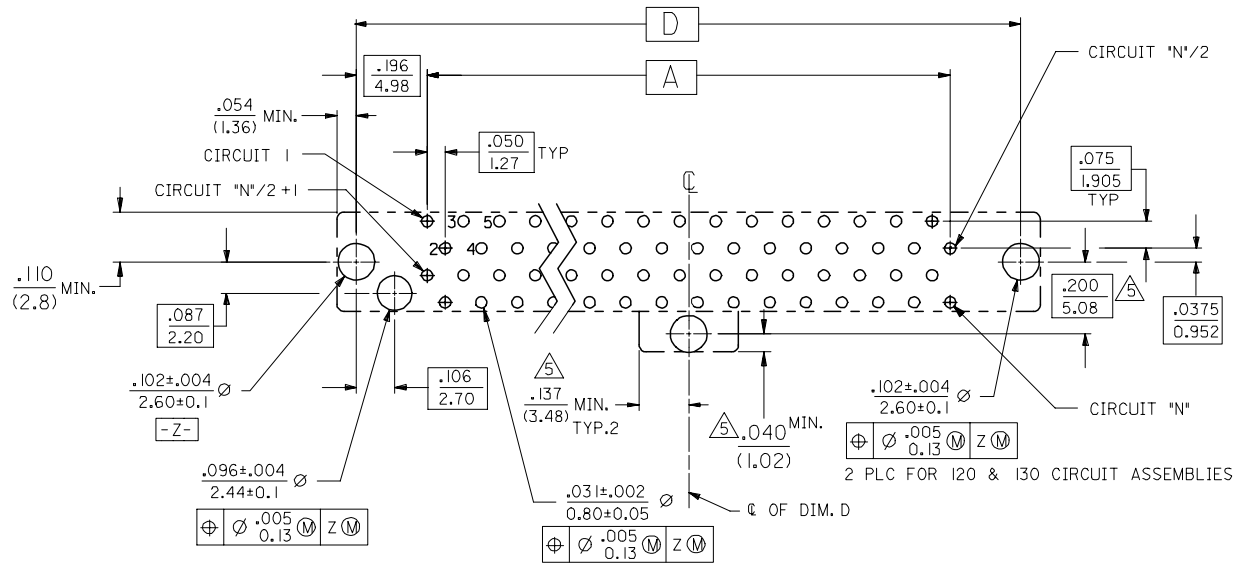 D
CIRCUIT "N"/2
.196
4.98
A
.054
(1.36) MIN.
.050
1.27 TYP
CIRCUIT 1
.075
1.905
TYP
CIRCUIT "N"/2 +1
℄
3 5
2 4
.110
(2.8) MIN.
.200
5.08
5
.087
2.20
.0375
0.952
.102±.004
2.60±0.1 Ø
-Z-
.106
2.70
5
.137
(3.48) MIN.
TYP.2
5
.040 MIN.
(1.02)
.102±.004
2.60±0.1 Ø
CIRCUIT "N"
⌖ Ø .005
0.13 Ⓜ Z Ⓜ
2 PLC FOR 120 & 130 CIRCUIT ASSEMBLIES
.096±.004
2.44±0.1 Ø
⌖ Ø .005
0.13 Ⓜ Z Ⓜ
.031±.002
0.80±0.05 Ø
⌖ Ø .005
0.13 Ⓜ Z Ⓜ
℄ OF DIM. D